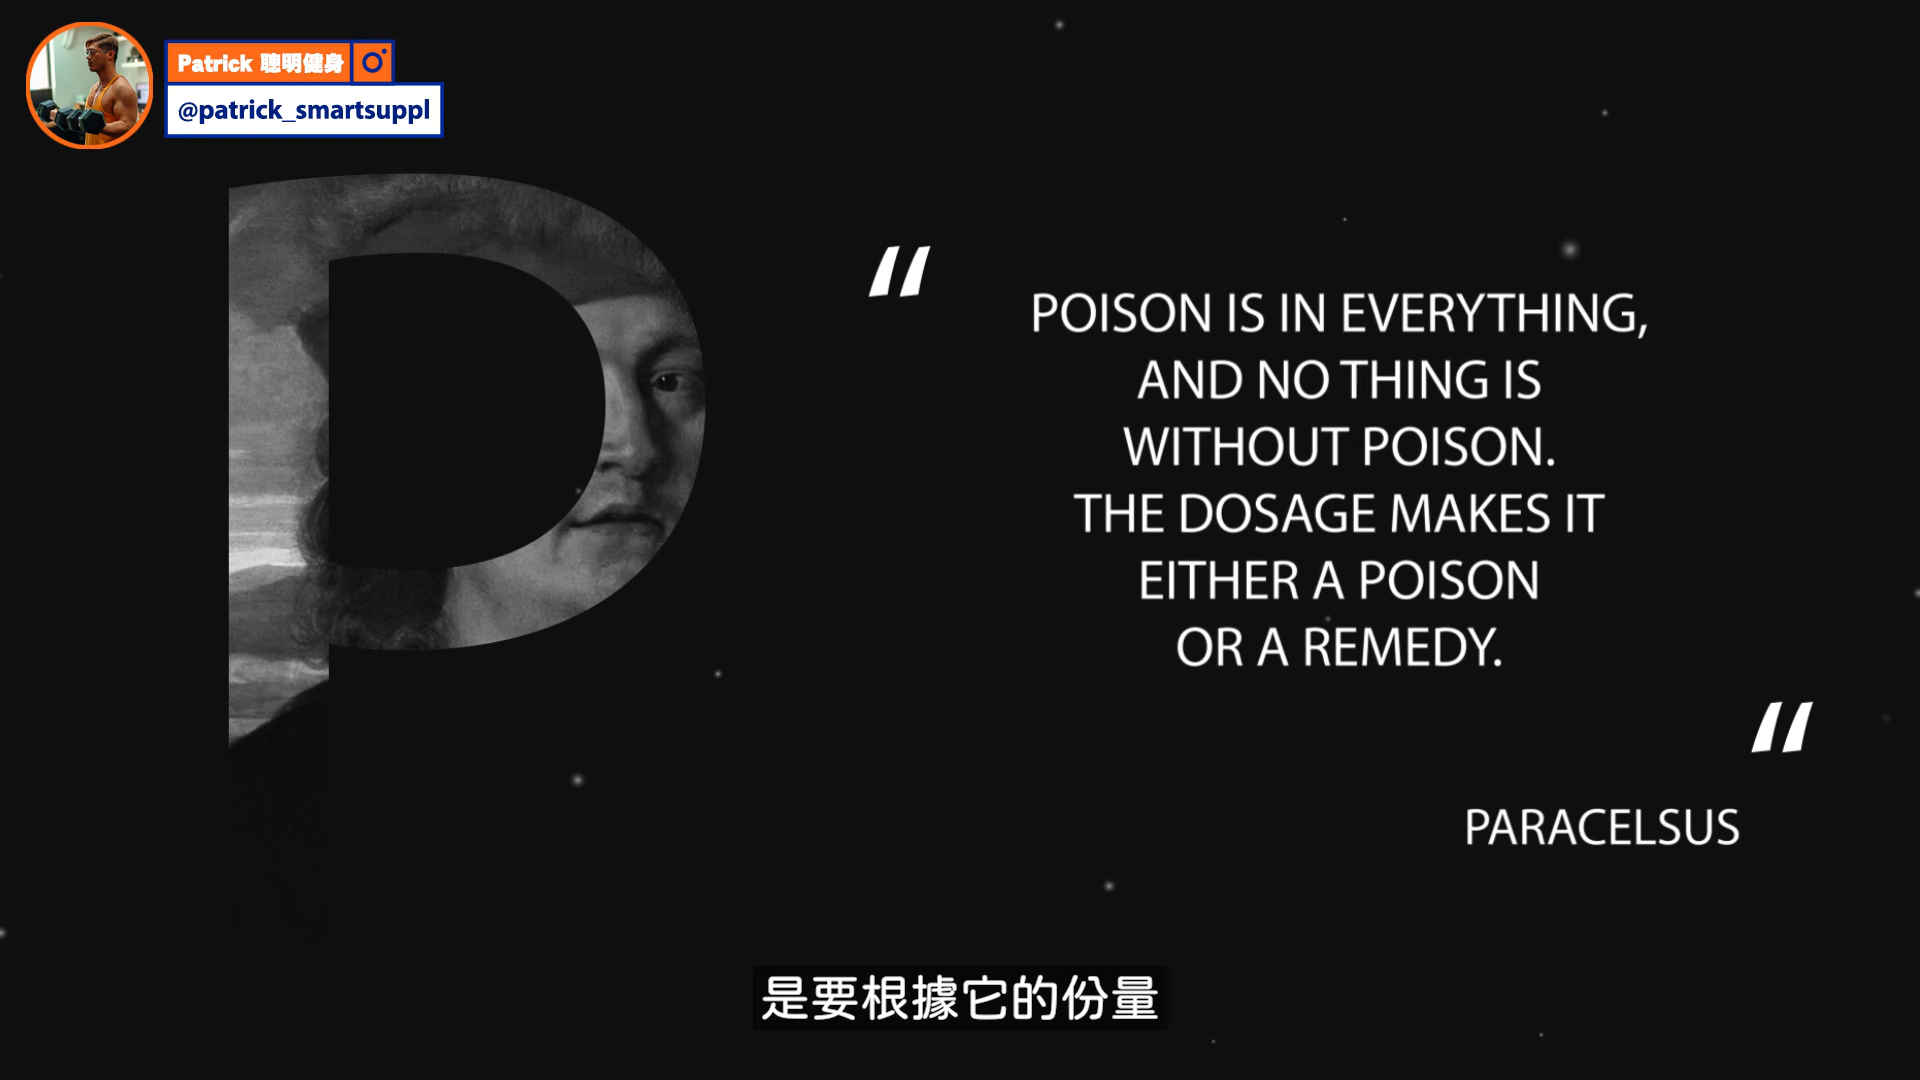 Patrick 聰明健身
@patrick_smartsuppl
“
POISON IS IN EVERYTHING,
AND NO THING IS
WITHOUT POISON.
THE DOSAGE MAKES IT
EITHER A POISON
OR A REMEDY.
“
PARACELSUS
P
是要根據它的份量